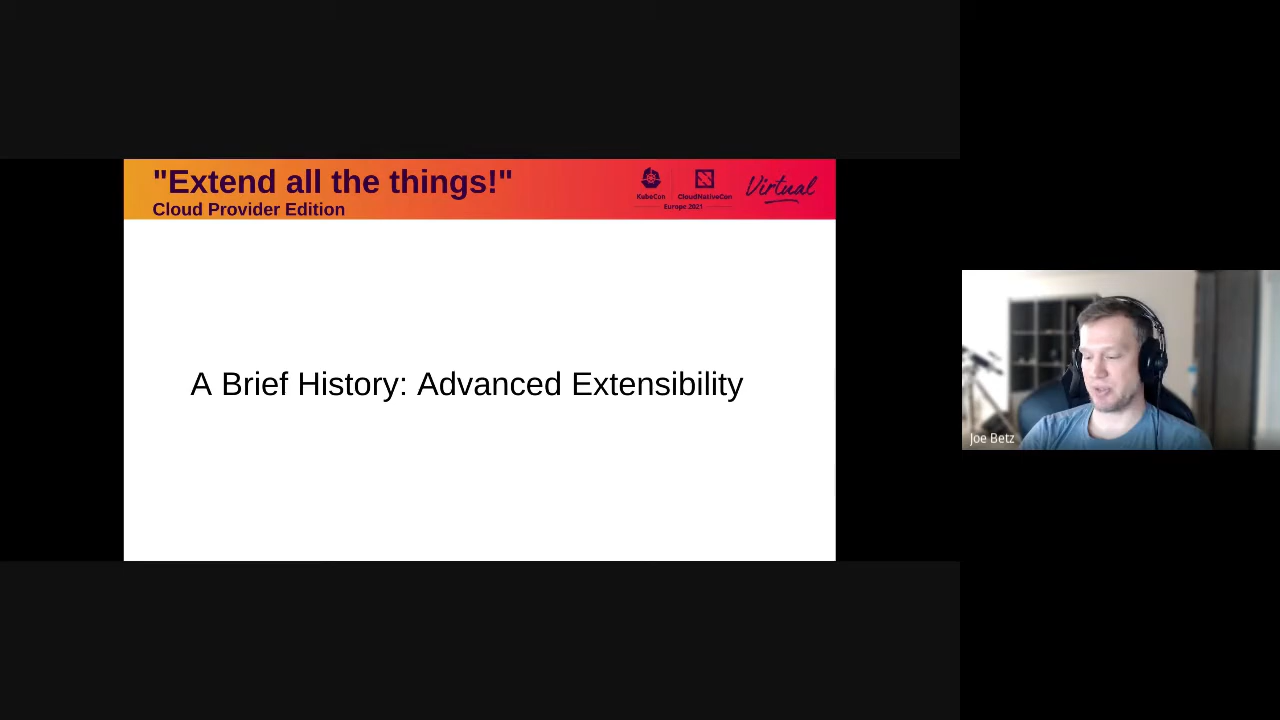 "Extend all the things!"
Cloud Provider Edition
KubeCon
CloudNativeCon
Europe 2021
Virtual
A Brief History: Advanced Extensibility
Joe Betz